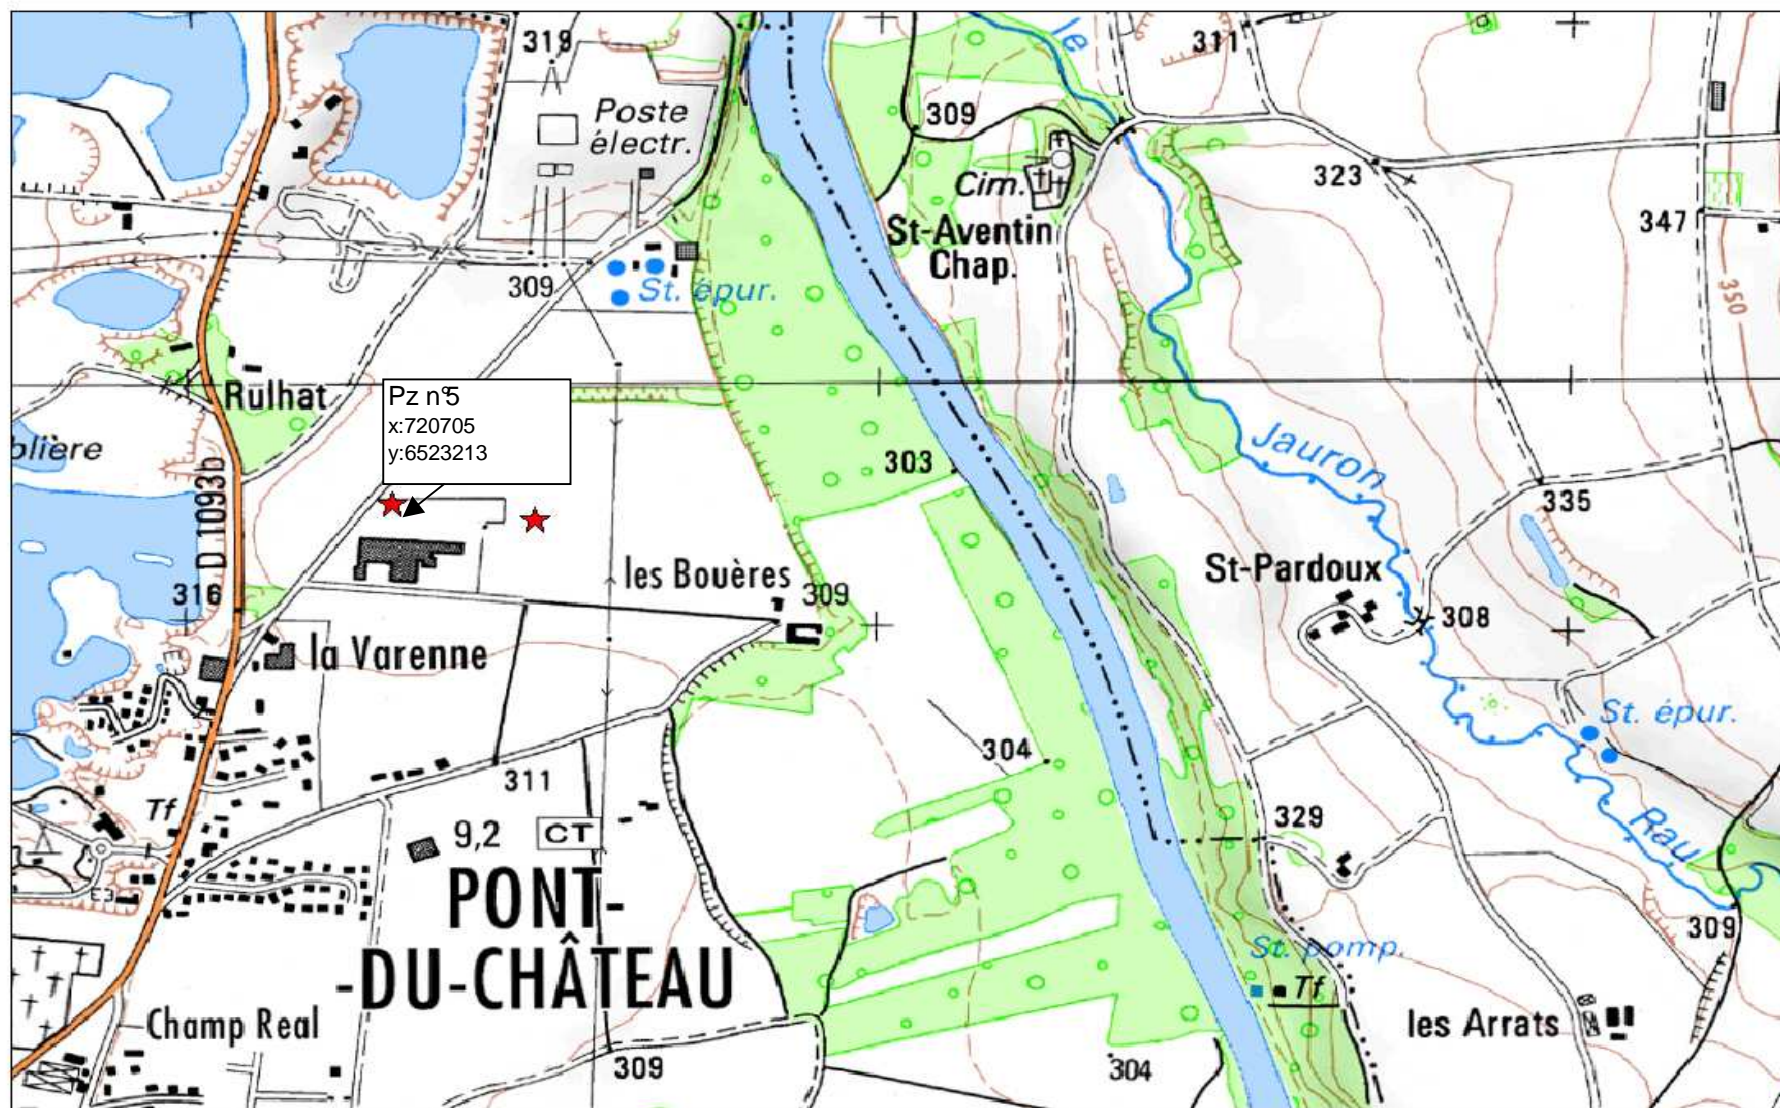 319
Poste
électr.
le
311
309
Cim.
323
St-Aventin
Chap.
347
350
309
St. épur.
Rulhat
Pz n°5
x:720705
y:6523213
blière
D 1093b
303
Jauron
335
316
les Bouères
309
St-Pardoux
308
la Varenne
St. épur.
304
311
Tf
9,2
CT
329
Rau
PONT-
-DU-CHÂTEAU
309
St. pomp.
Tf
Champ Real
les Arrats
309
304